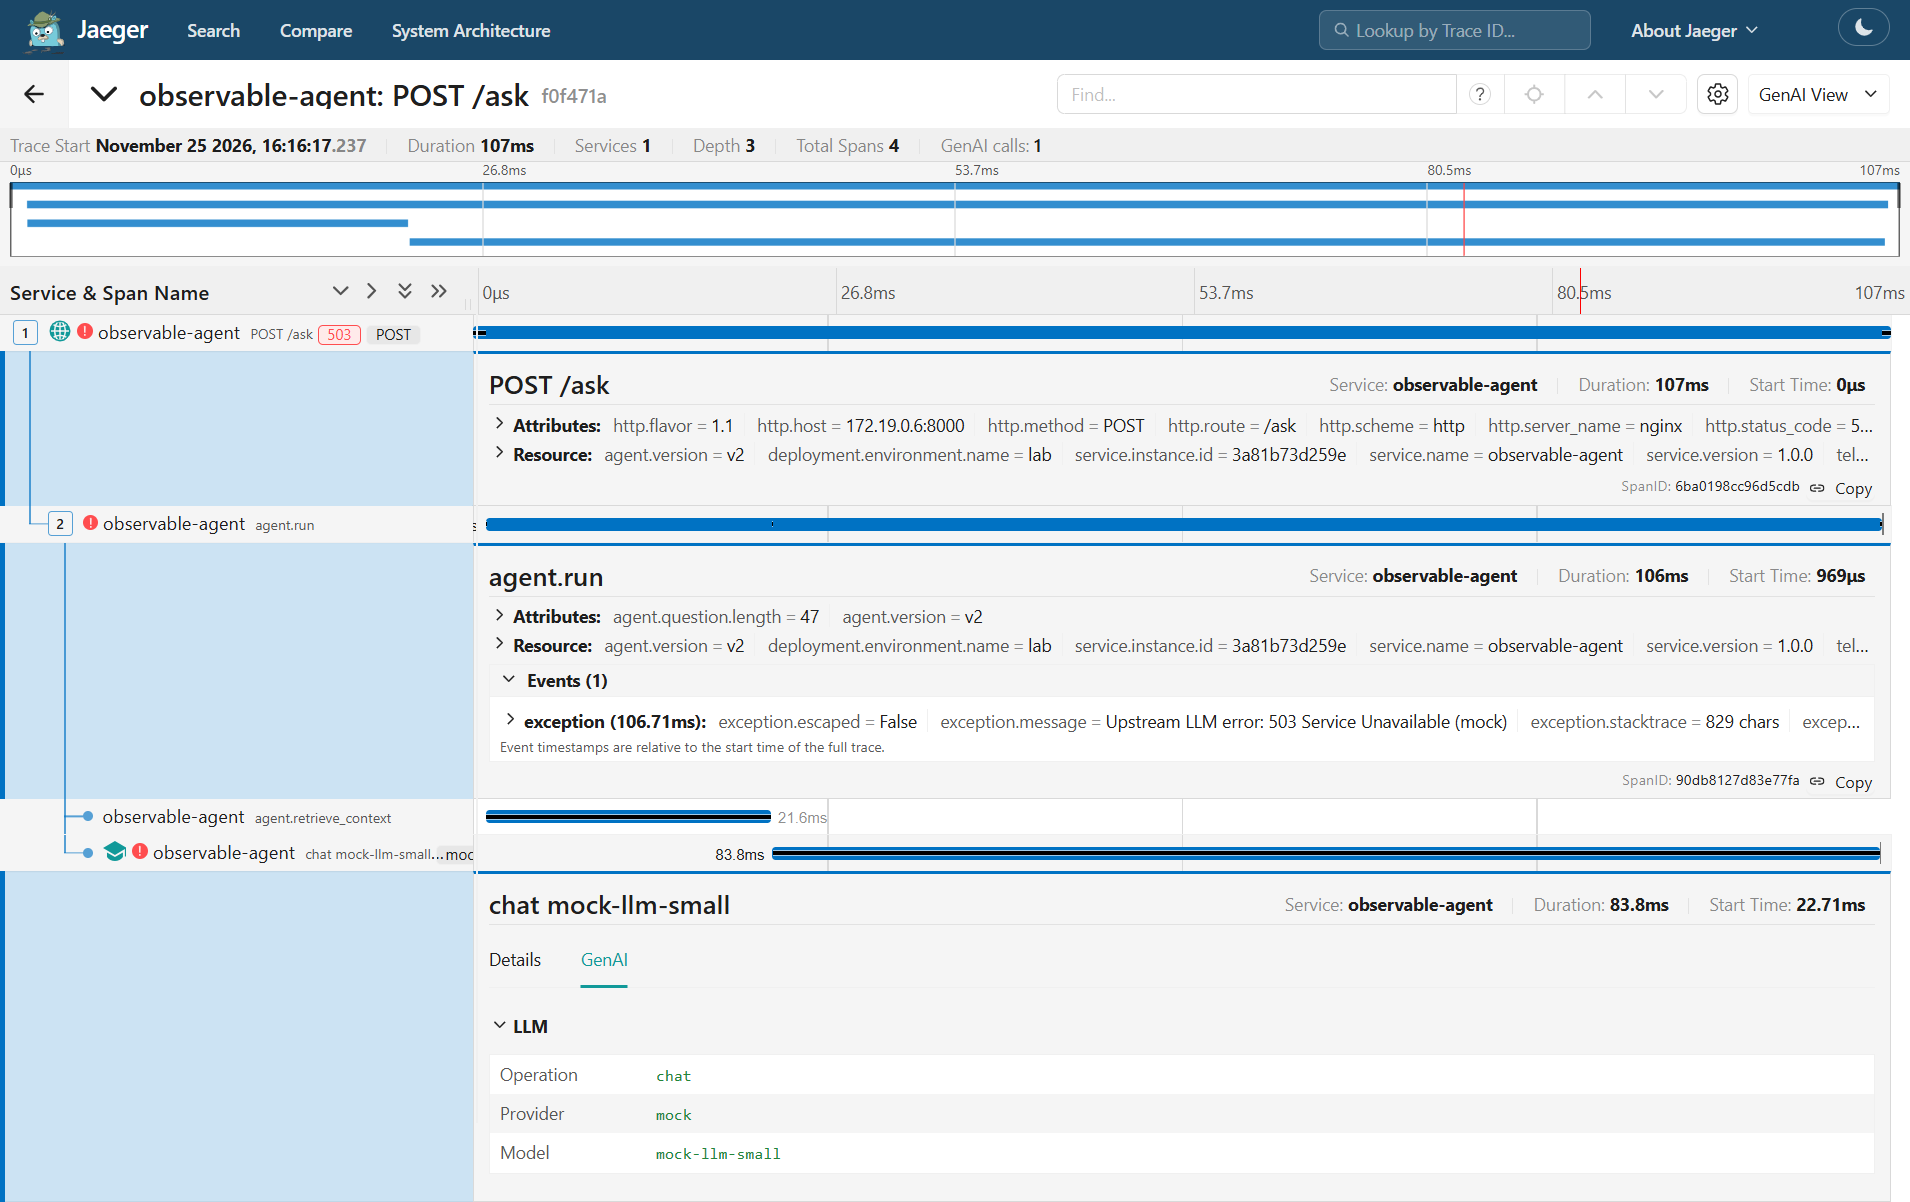 Jaeger Search Compare System Architecture Lookup by Trace ID... About Jaeger
observable-agent: POST /ask f0f471a Find... ? GenAI View
Trace Start November 25 2026, 16:16:17.237 Duration 107ms Services 1 Depth 3 Total Spans 4 GenAI calls: 1
0μs 26.8ms 53.7ms 80.5ms 107ms
Service & Span Name 0μs 26.8ms 53.7ms 80.5ms 107ms
1 observable-agent POST /ask 503 POST
POST /ask Service: observable-agent Duration: 107ms Start Time: 0μs
Attributes: http.flavor = 1.1 http.host = 172.19.0.6:8000 http.method = POST http.route = /ask http.scheme = http http.server_name = nginx http.status_code = 5...
Resource: agent.version = v2 deployment.environment.name = lab service.instance.id = 3a81b73d259e service.name = observable-agent service.version = 1.0.0 tel...
SpanID: 6ba0198cc96d5cdb Copy
2 observable-agent agent.run
agent.run Service: observable-agent Duration: 106ms Start Time: 969μs
Attributes: agent.question.length = 47 agent.version = v2
Resource: agent.version = v2 deployment.environment.name = lab service.instance.id = 3a81b73d259e service.name = observable-agent service.version = 1.0.0 tel...
Events (1)
exception (106.71ms): exception.escaped = False exception.message = Upstream LLM error: 503 Service Unavailable (mock) exception.stacktrace = 829 chars excep...
Event timestamps are relative to the start time of the full trace.
SpanID: 90db8127d83e77fa Copy
observable-agent agent.retrieve_context 21.6ms
observable-agent chat mock-llm-small... moc 83.8ms
chat mock-llm-small Service: observable-agent Duration: 83.8ms Start Time: 22.71ms
Details GenAI
LLM
Operation chat
Provider mock
Model mock-llm-small